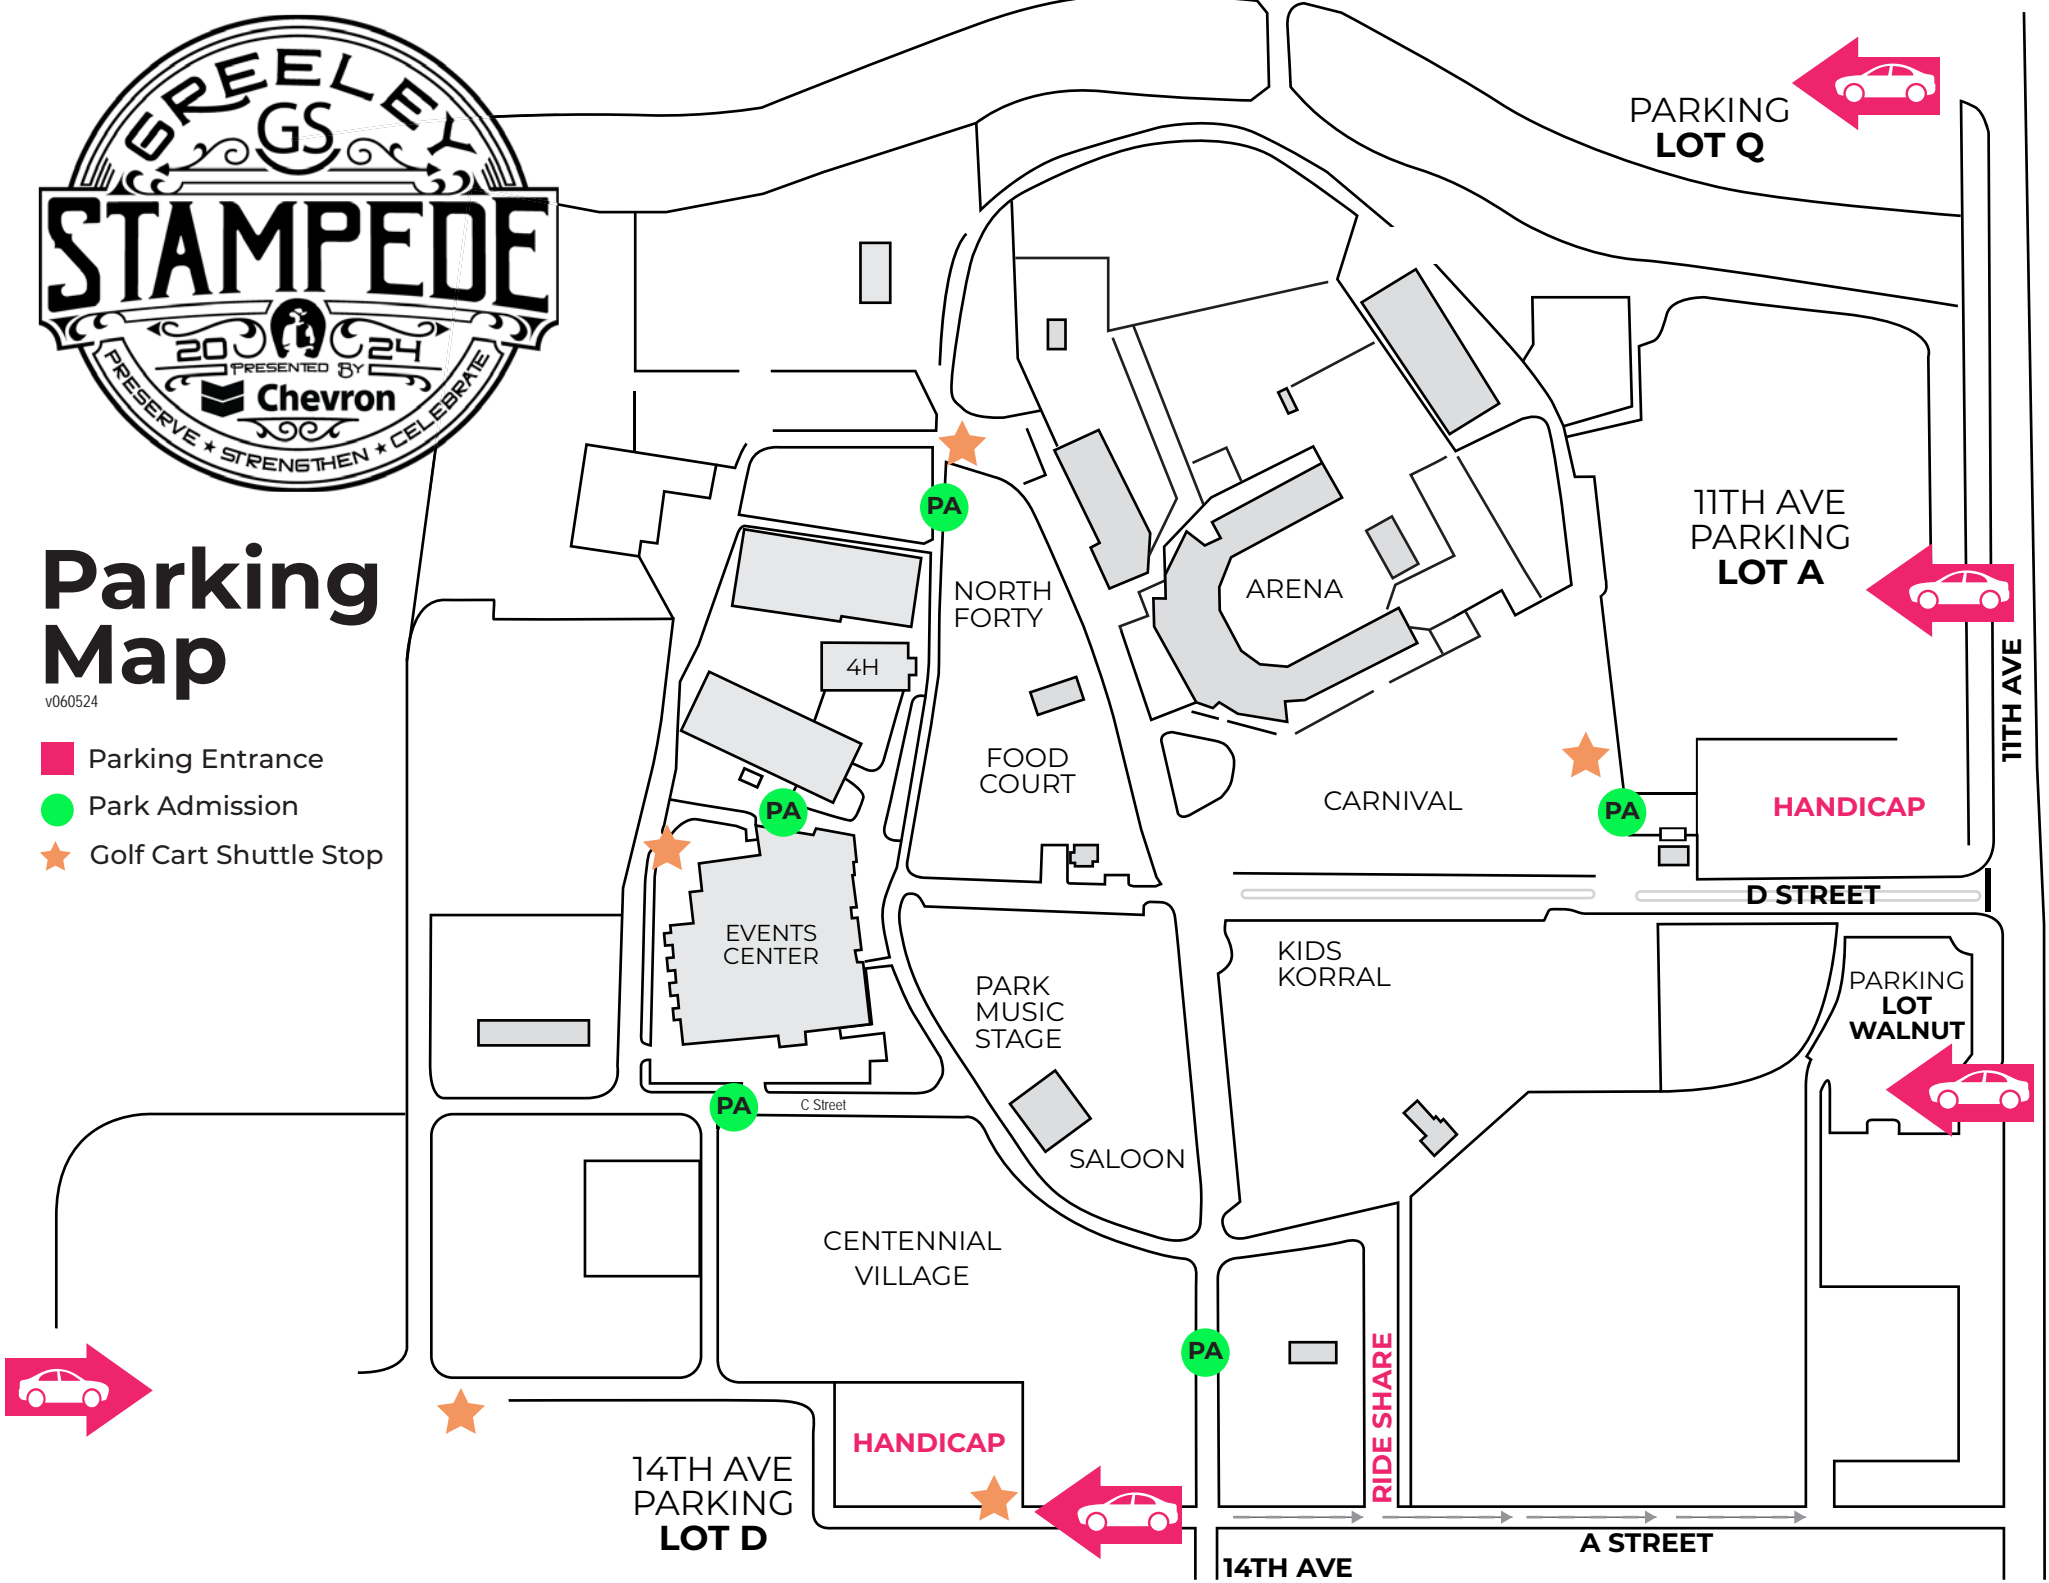 GREELEY
GS
STAMPEDE
20 24
PRESENTED BY
Chevron
PRESERVE ★ STRENGTHEN ★ CELEBRATE
Parking
Map
v060524
Parking Entrance
Park Admission
Golf Cart Shuttle Stop
PARKING
LOT Q
11TH AVE
PARKING
LOT A
11TH AVE
PA
NORTH
FORTY
ARENA
4H
FOOD
COURT
CARNIVAL
PA
PA
HANDICAP
D STREET
EVENTS
CENTER
KIDS
KORRAL
PARK
MUSIC
STAGE
PARKING
LOT
WALNUT
PA
C Street
SALOON
CENTENNIAL
VILLAGE
PA
RIDE SHARE
HANDICAP
14TH AVE
PARKING
LOT D
A STREET
14TH AVE